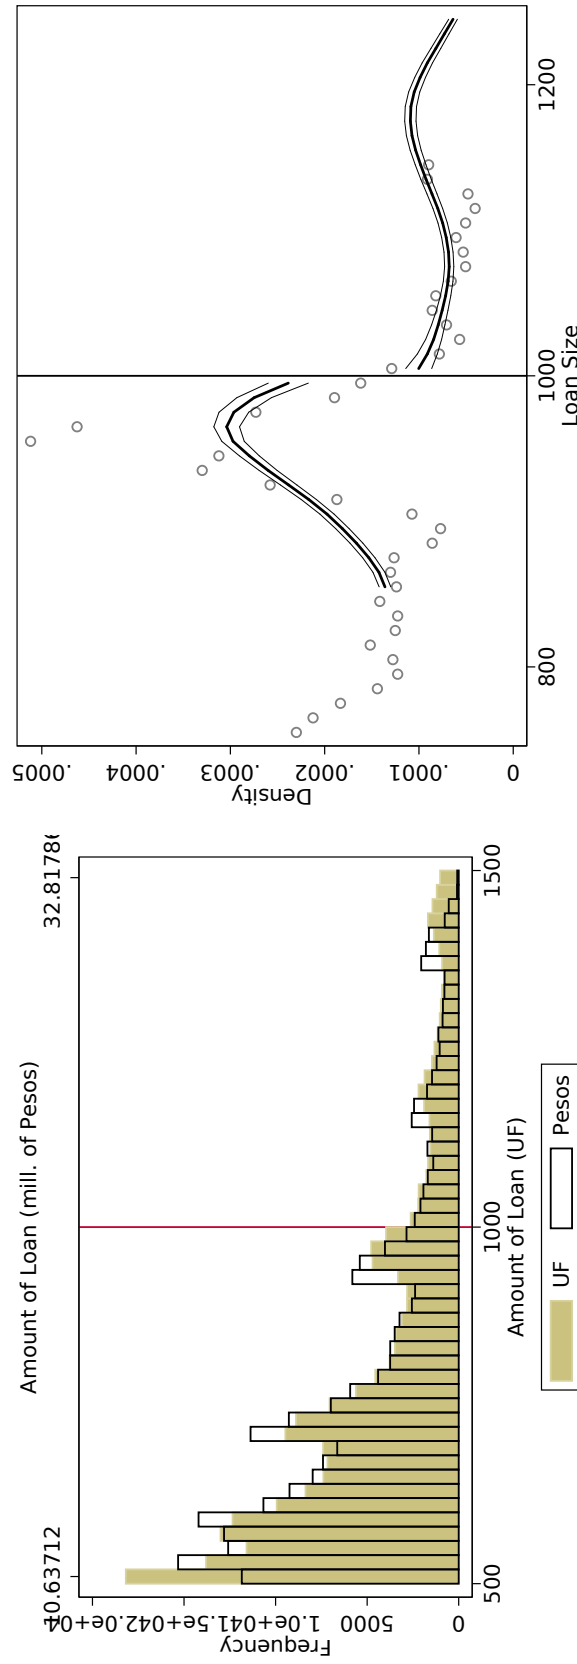 Amount of Loan (mill. of Pesos)
10.63712
32.81786
Frequency
2.0e+04
1.5e+04
1.0e+04
5000
0
500
1000
1500
Amount of Loan (UF)
UF
Pesos
Density
.0005
.0004
.0003
.0002
.0001
0
800
1000
1200
Loan Size